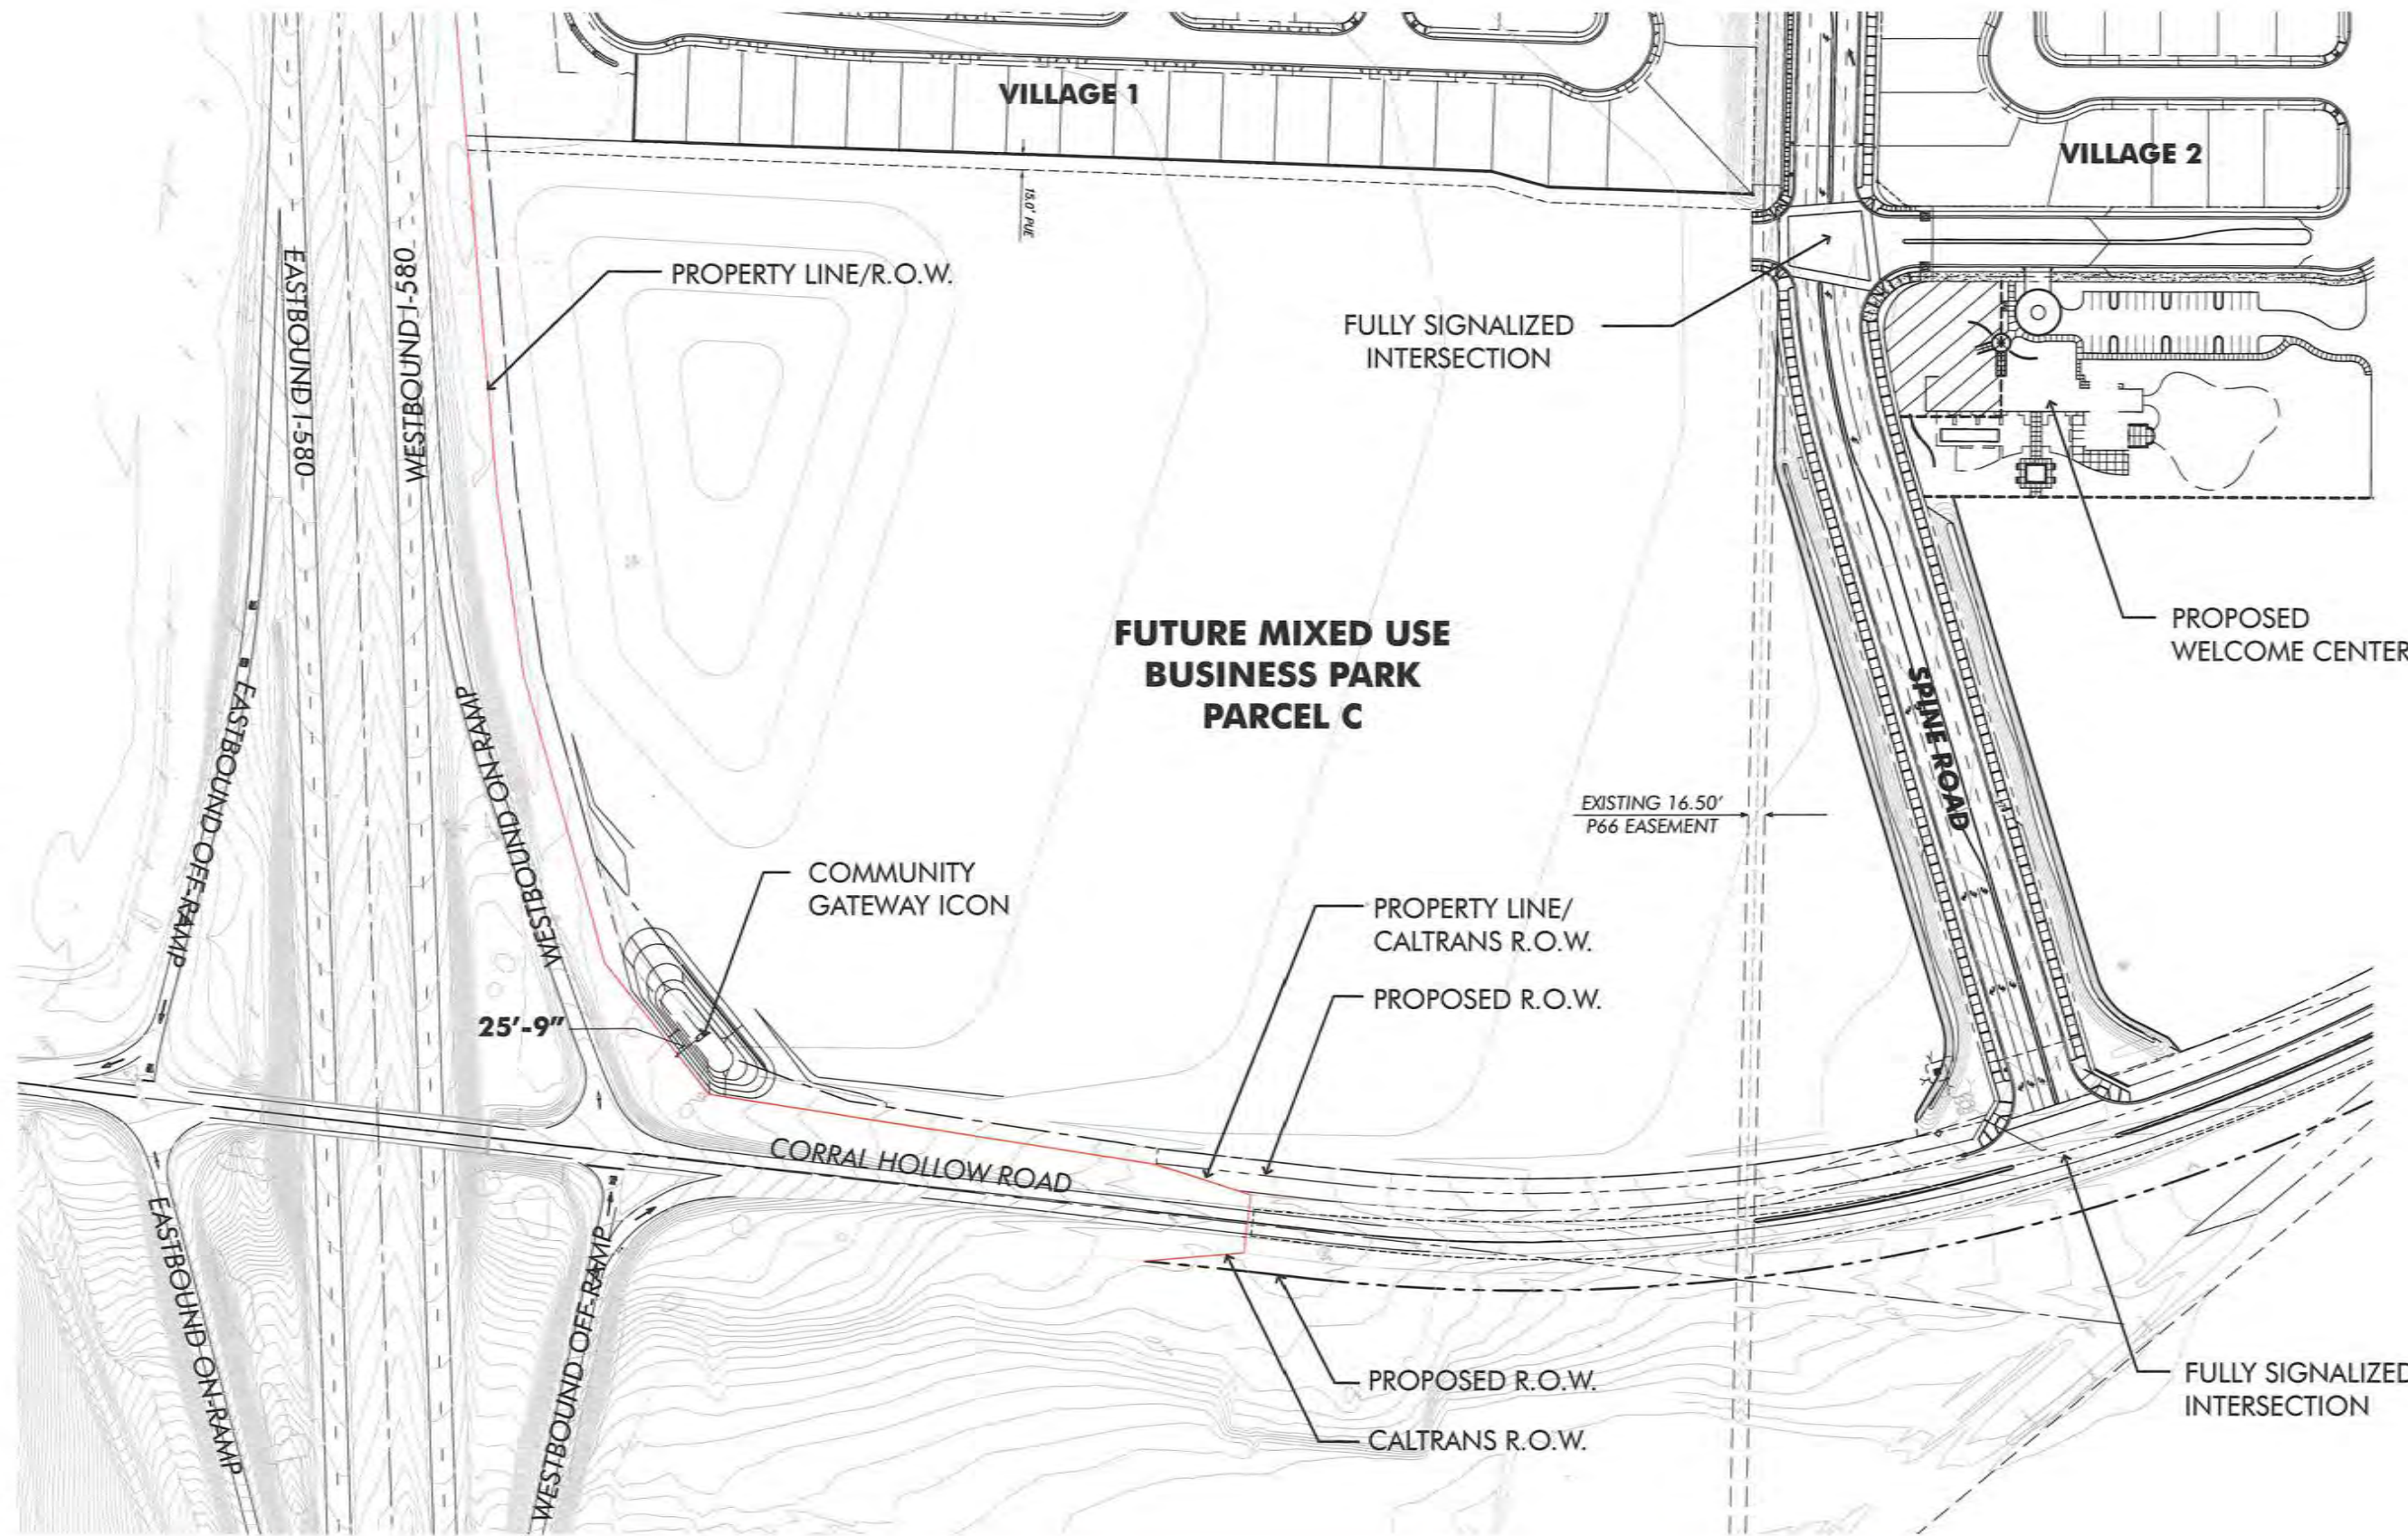 VILLAGE 1
VILLAGE 2
15.0' PUE
PROPERTY LINE/R.O.W.
EASTBOUND I-580
WESTBOUND I-580
FULLY SIGNALIZED
INTERSECTION
FUTURE MIXED USE
BUSINESS PARK
PARCEL C
PROPOSED
WELCOME CENTER
SPINE ROAD
EASTBOUND OFF-RAMP
WESTBOUND ON-RAMP
EXISTING 16.50'
P66 EASEMENT
COMMUNITY
GATEWAY ICON
PROPERTY LINE/
CALTRANS R.O.W.
PROPOSED R.O.W.
25'-9"
CORRAL HOLLOW ROAD
EASTBOUND ON-RAMP
WESTBOUND OFF-RAMP
PROPOSED R.O.W.
CALTRANS R.O.W.
FULLY SIGNALIZED
INTERSECTION